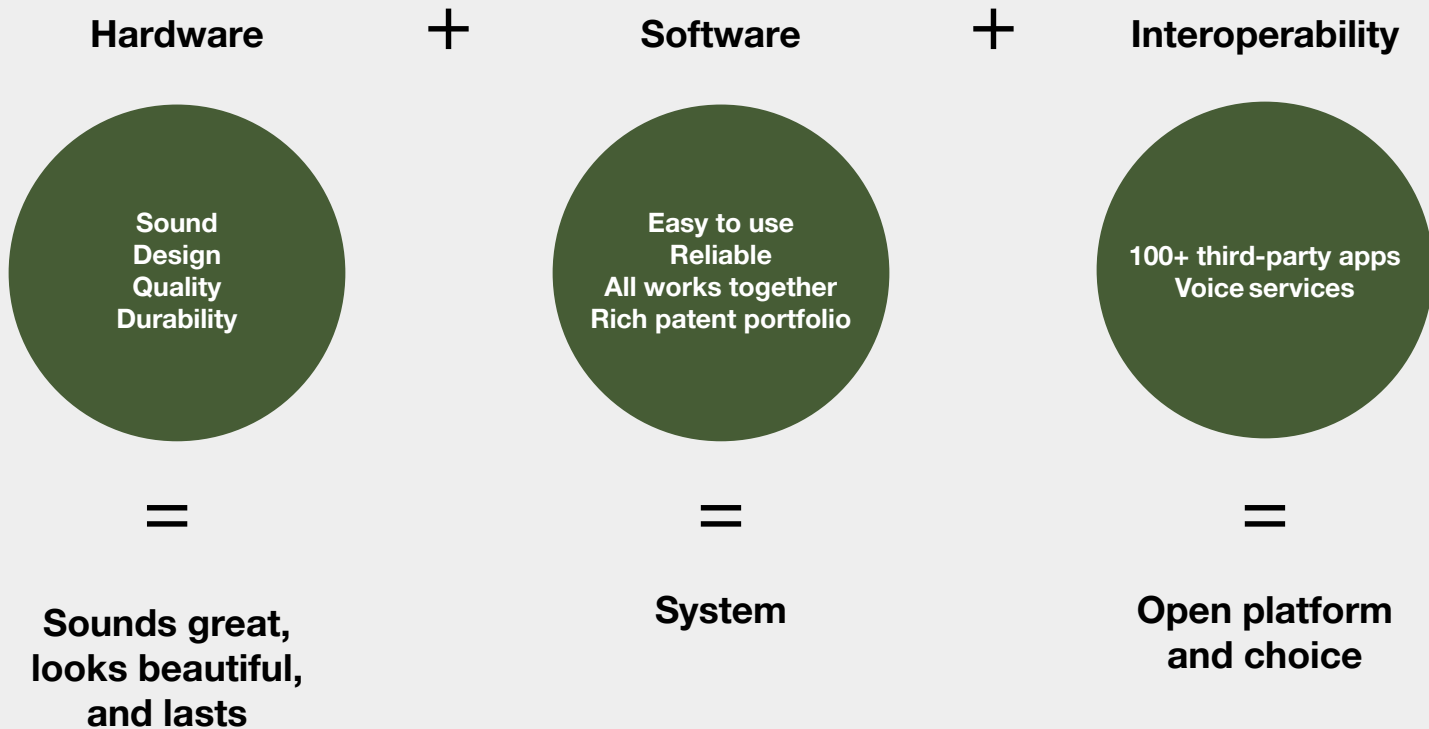 Hardware + Software + Interoperability
Sound
Design
Quality
Durability
Easy to use
Reliable
All works together
Rich patent portfolio
100+ third-party apps
Voice services
= = =
Sounds great,
looks beautiful,
and lasts
System
Open platform
and choice